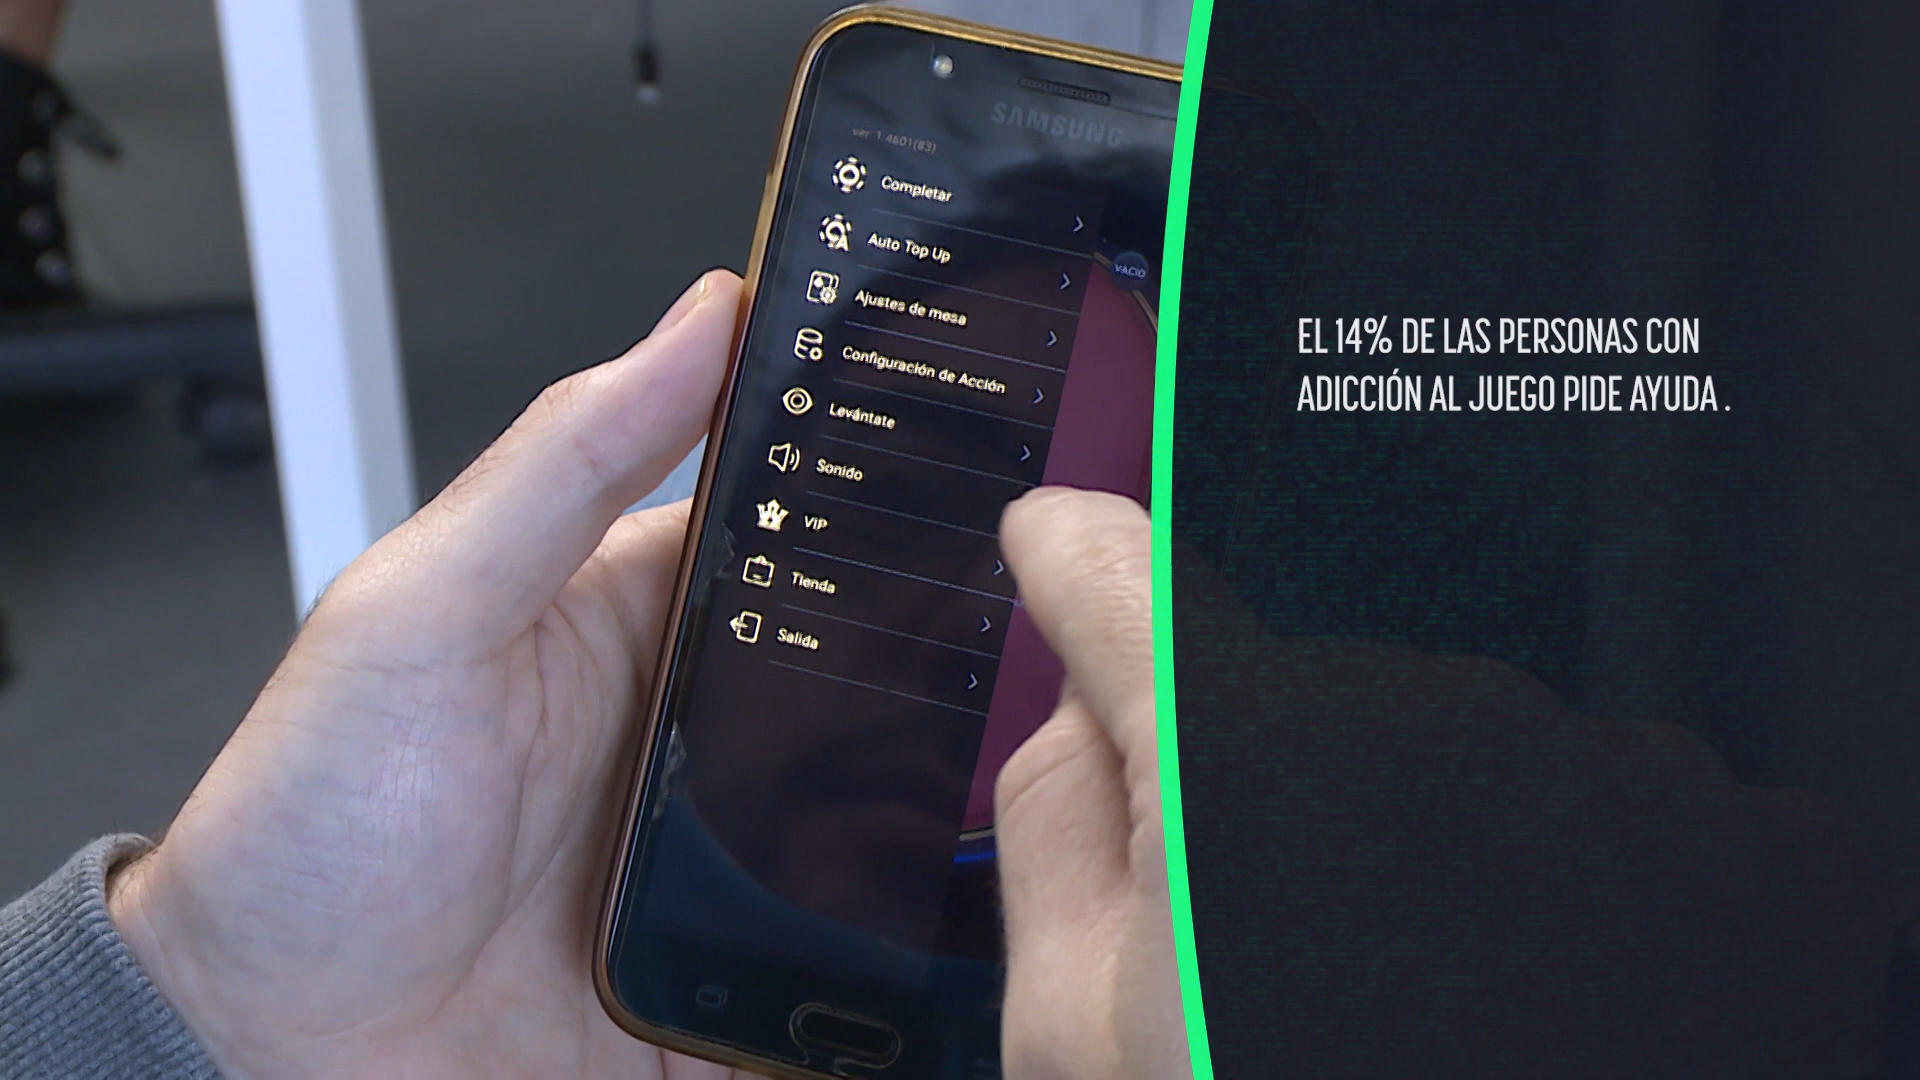 SAMSUNG
ver 1.4601(83)
Completar
Auto Top Up
VACIO
Ajustes de mesa
Configuración de Acción
Levántate
Sonido
VIP
Tienda
Salida
EL 14% DE LAS PERSONAS CON
ADICCIÓN AL JUEGO PIDE AYUDA .